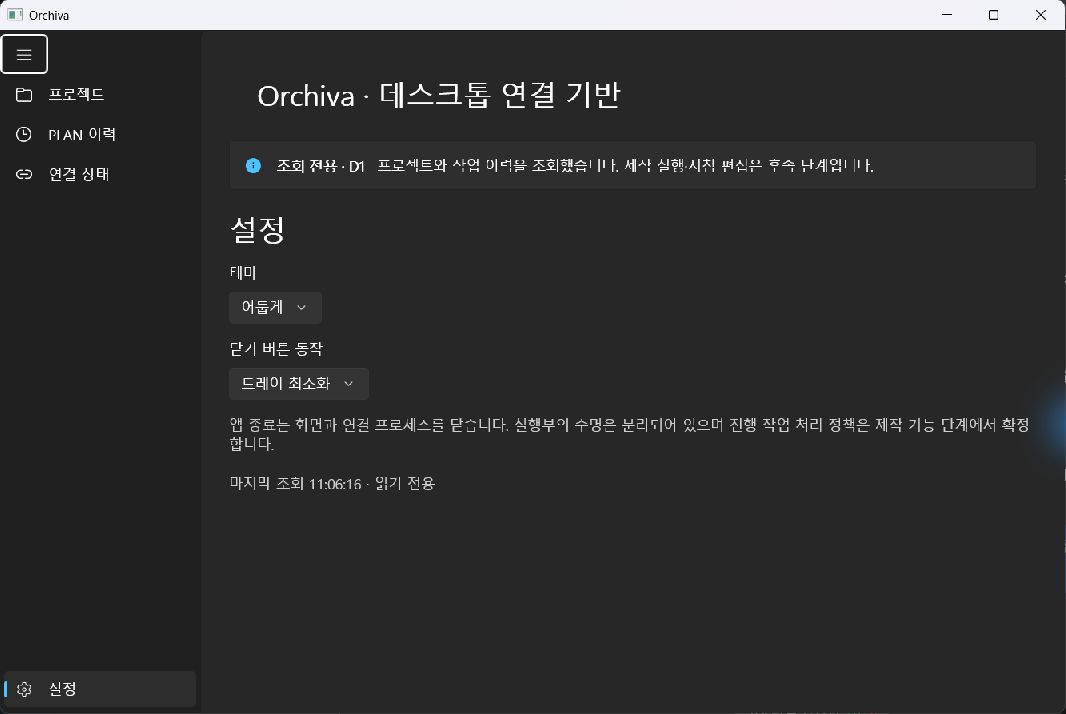 Orchiva
프로젝트
PLAN 이력
연결 상태
설정
Orchiva · 데스크톱 연결 기반
조회 전용 · D1 프로젝트와 작업 이력을 조회했습니다. 제작 실행·시침 편집은 후속 단계입니다.
설정
테마
어둡게
닫기 버튼 동작
트레이 최소화
앱 종료는 화면과 연결 프로세스를 닫습니다. 실행부의 수명은 분리되어 있으며 진행 작업 처리 정책은 제작 기능 단계에서 확정
합니다.
마지막 조회 11:06:16 · 읽기 전용